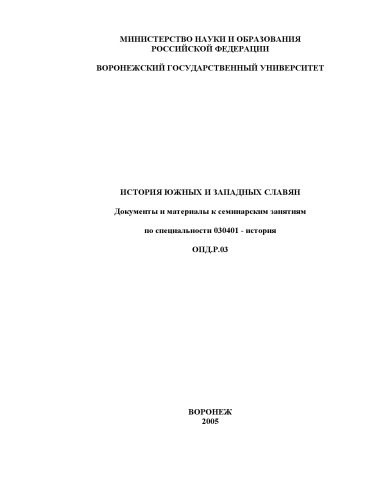 МИНИСТЕРСТВО НАУКИ И ОБРАЗОВАНИЯ
РОССИЙСКОЙ ФЕДЕРАЦИИ
ВОРОНЕЖСКИЙ ГОСУДАРСТВЕННЫЙ УНИВЕРСИТЕТ
ИСТОРИЯ ЮЖНЫХ И ЗАПАДНЫХ СЛАВЯН
Документы и материалы к семинарским занятиям
по специальности 030401 - история
ОПД.Р.03
ВОРОНЕЖ
2005